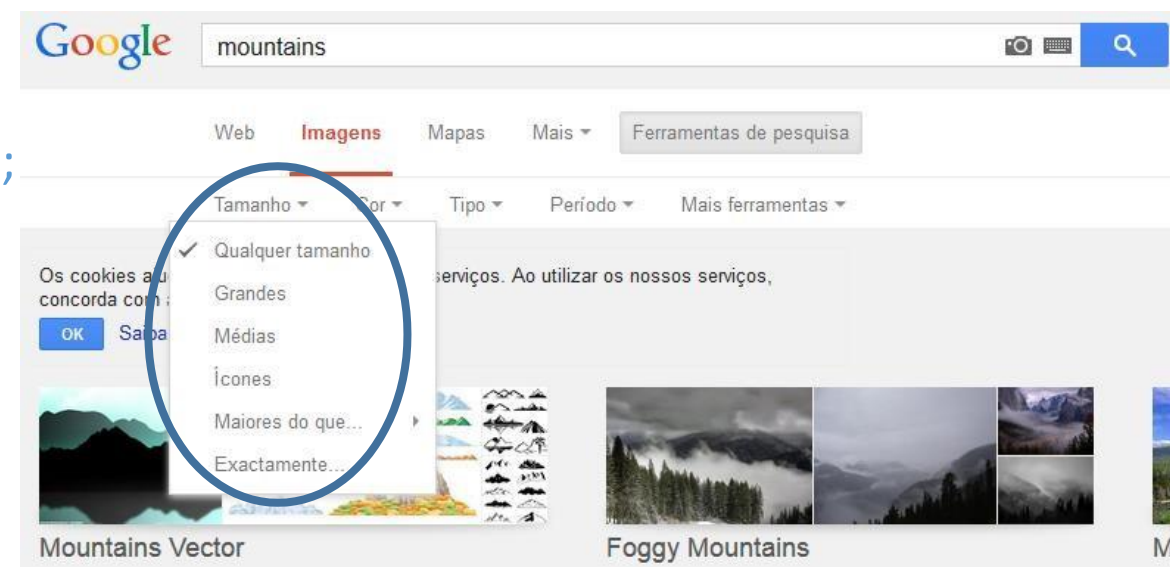 Google mountains
Web Imagens Mapas Mais Ferramentas de pesquisa
;
Tamanho Cor Tipo Período Mais ferramentas
Qualquer tamanho
Os cookies serviços. Ao utilizar os nossos serviços,
Grandes
concorda com
OK
Médias
Ícones
Maiores do que...
Exactamente...
Mountains Vector Foggy Mountains M